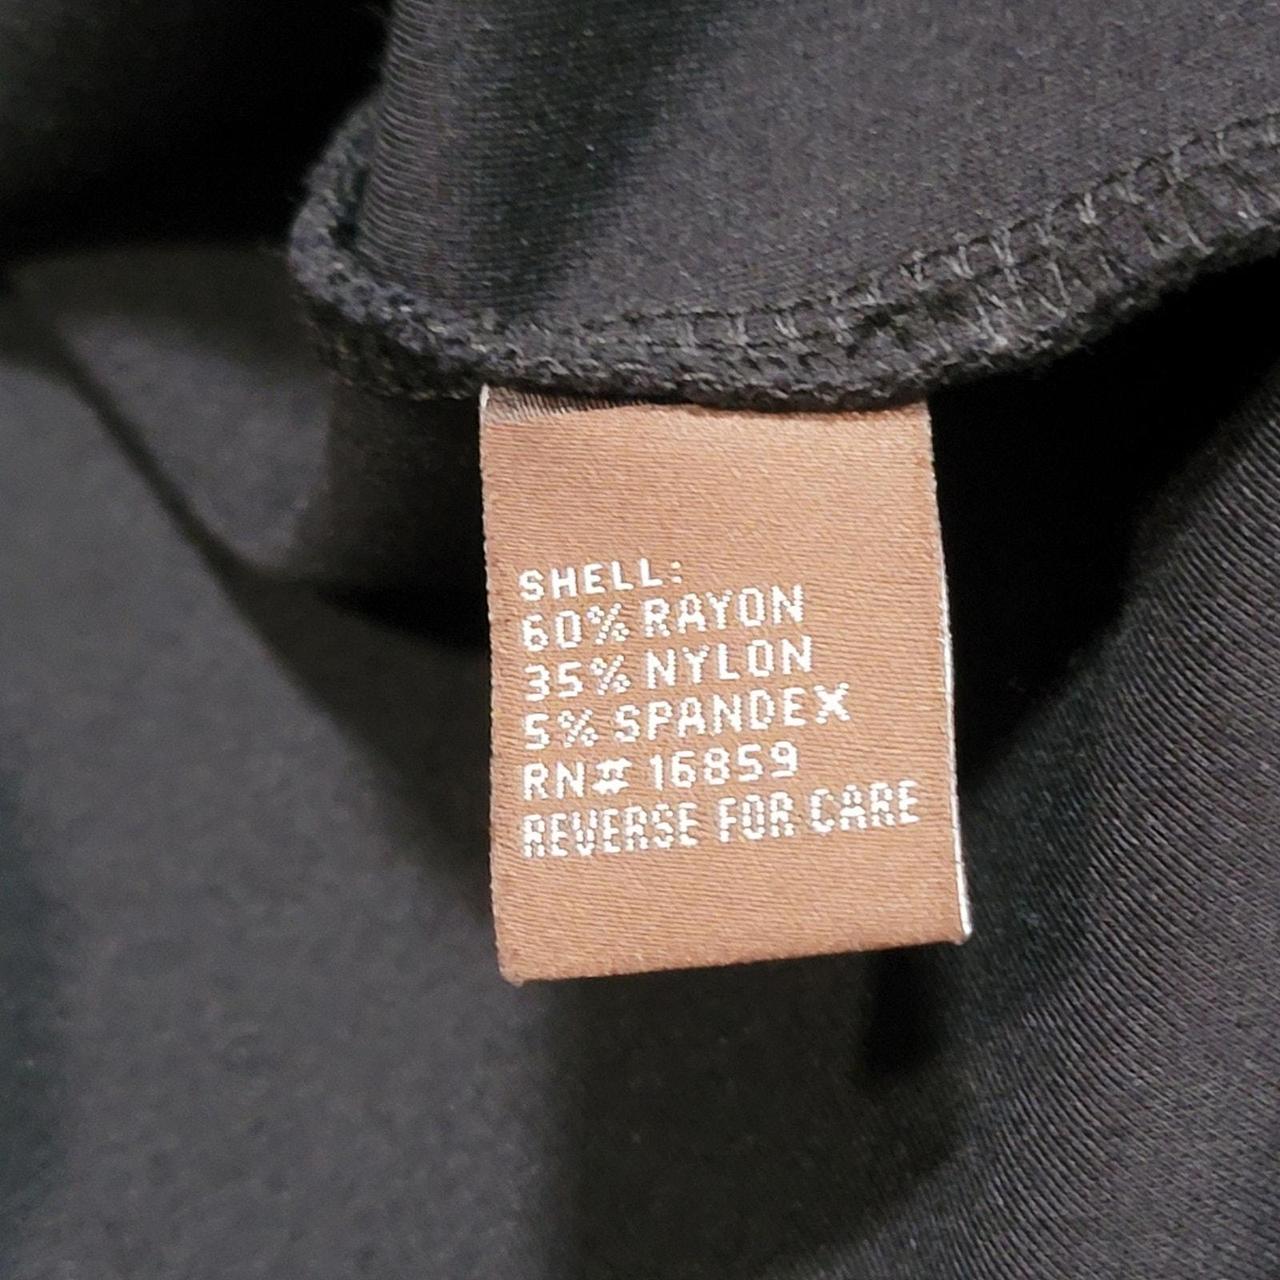 SHELL:
60% RAYON
35% NYLON
5% SPANDEX
RN# 16859
REVERSE FOR CARE